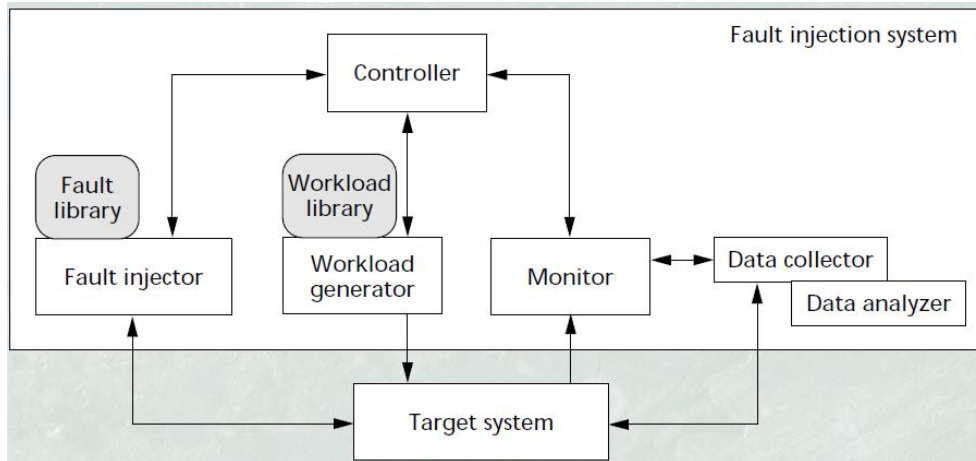 Fault injection system
Controller
Fault
library
Workload
library
Fault injector
Workload
generator
Monitor
Data collector
Data analyzer
Target system